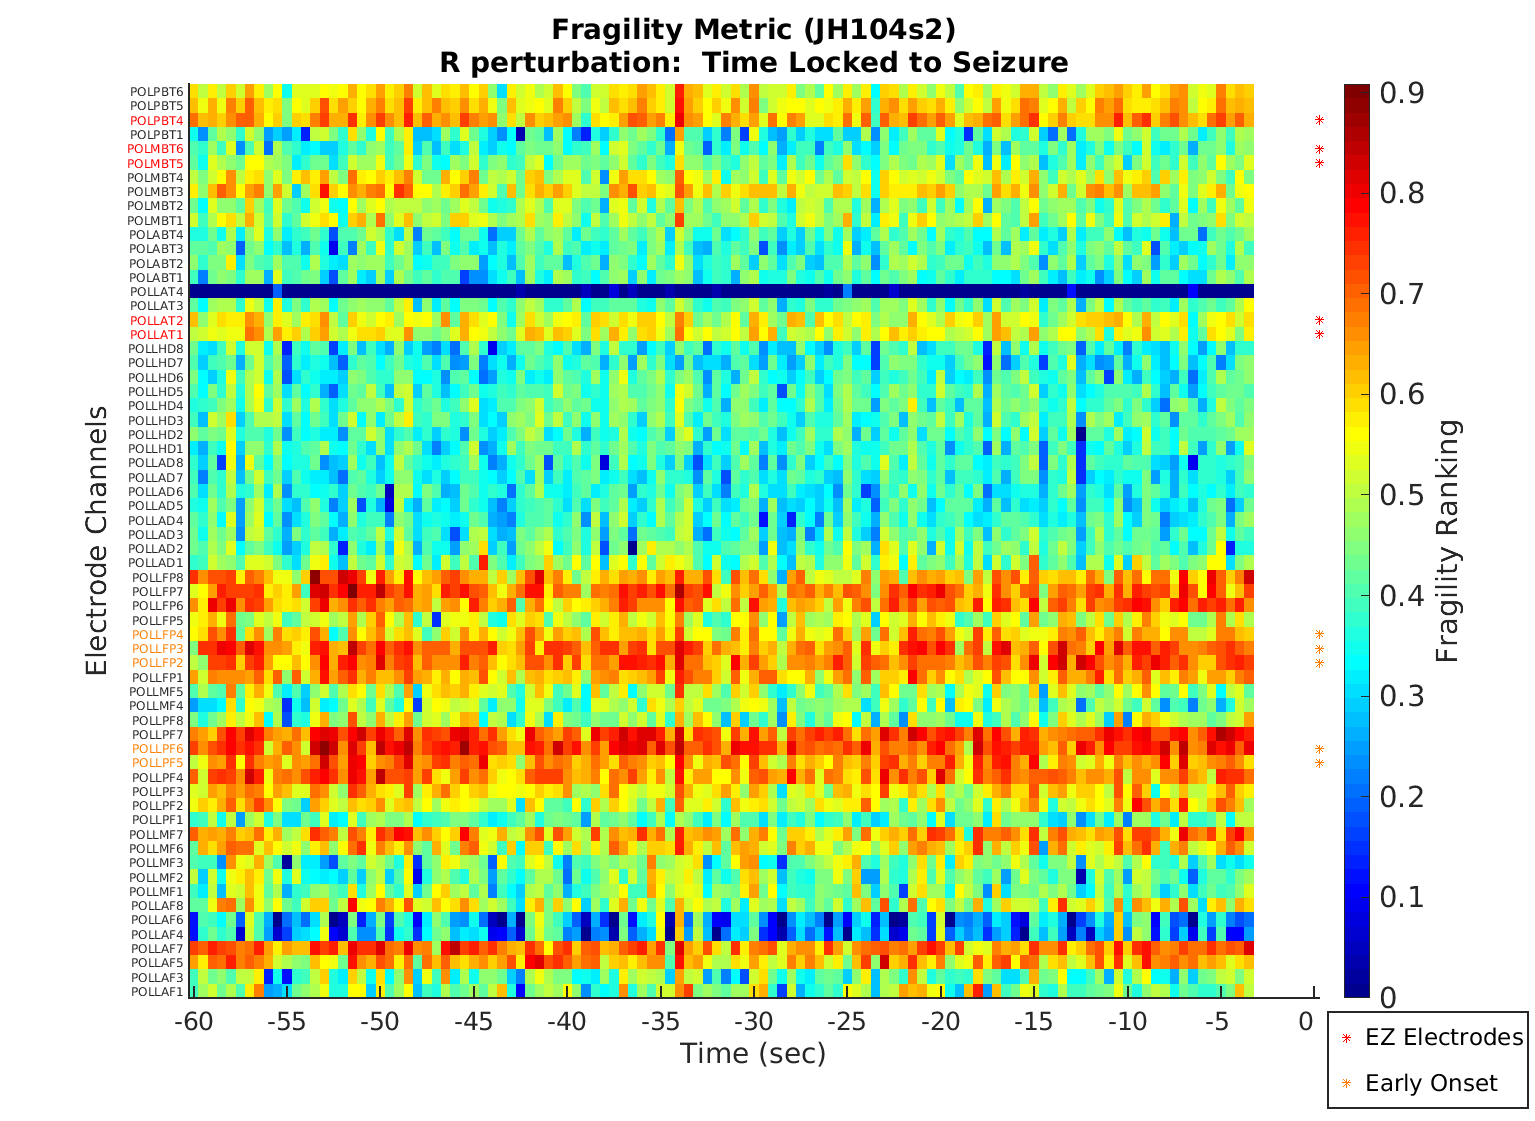 Fragility Metric (JH104s2)
R perturbation:  Time Locked to Seizure
POLPBT6
POLPBT5
POLPBT4
POLPBT1
POLMBT6
POLMBT5
POLMBT4
POLMBT3
POLMBT2
POLMBT1
POLABT4
POLABT3
POLABT2
POLABT1
POLLAT4
POLLAT3
POLLAT2
POLLAT1
POLLHD8
POLLHD7
POLLHD6
POLLHD5
POLLHD4
POLLHD3
POLLHD2
POLLHD1
POLLAD8
POLLAD7
POLLAD6
POLLAD5
POLLAD4
POLLAD3
POLLAD2
POLLAD1
POLLFP8
POLLFP7
POLLFP6
POLLFP5
POLLFP4
POLLFP3
POLLFP2
POLLFP1
POLLMF5
POLLMF4
POLLPF8
POLLPF7
POLLPF6
POLLPF5
POLLPF4
POLLPF3
POLLPF2
POLLPF1
POLLMF7
POLLMF6
POLLMF3
POLLMF2
POLLMF1
POLLAF8
POLLAF6
POLLAF4
POLLAF7
POLLAF5
POLLAF3
POLLAF1
Electrode Channels
-60 -55 -50 -45 -40 -35 -30 -25 -20 -15 -10 -5 0
Time (sec)
0.9
0.8
0.7
0.6
0.5
0.4
0.3
0.2
0.1
0
Fragility Ranking
EZ Electrodes
Early Onset